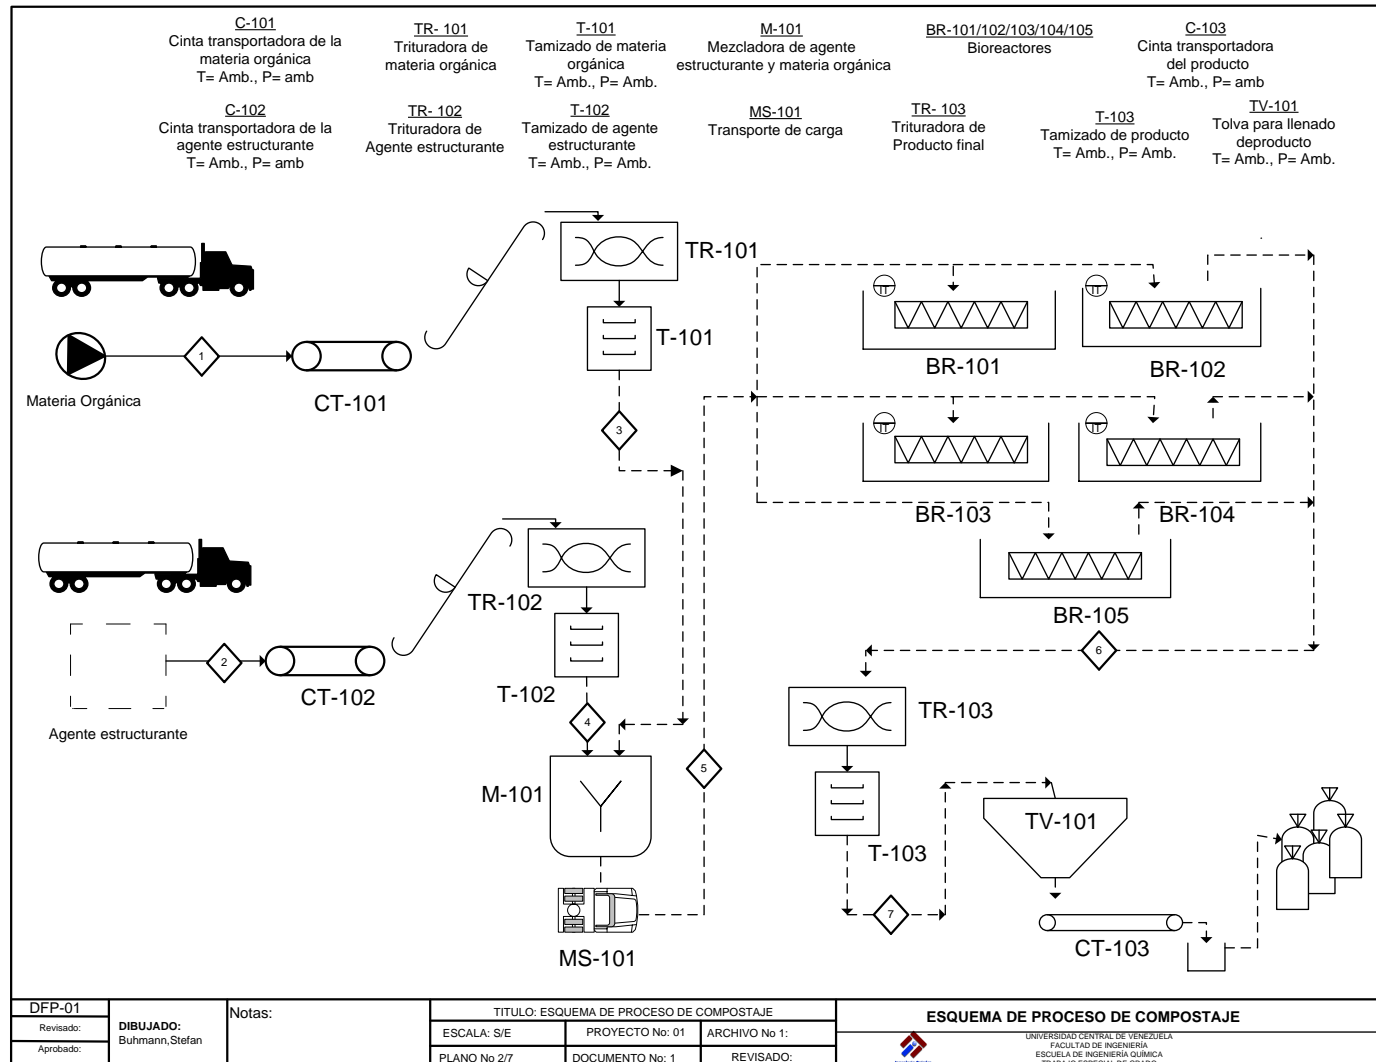 C-101
Cinta transportadora de la
materia orgánica
T= Amb., P= amb
TR- 101
Trituradora de
materia orgánica
T-101
Tamizado de materia
orgánica
T= Amb., P= Amb.
M-101
Mezcladora de agente
estructurante y materia orgánica
BR-101/102/103/104/105
Bioreactores
C-103
Cinta transportadora
del producto
T= Amb., P= amb
C-102
Cinta transportadora de la
agente estructurante
T= Amb., P= amb
TR- 102
Trituradora de
Agente estructurante
T-102
Tamizado de agente
estructurante
T= Amb., P= Amb.
MS-101
Transporte de carga
TR- 103
Trituradora de
Producto final
T-103
Tamizado de producto
T= Amb., P= Amb.
TV-101
Tolva para llenado
deproducto
T= Amb., P= Amb.
TR-101
T-101
1
Materia Orgánica
CT-101
3
IT
BR-101
IT
BR-102
IT
BR-103
IT
BR-104
BR-105
TR-102
T-102
2
CT-102
Agente estructurante
4
M-101
5
MS-101
6
TR-103
T-103
7
TV-101
CT-103
DFP-01
Revisado:
Aprobado:
DIBUJADO:
Buhmann,Stefan
Notas:
TITULO: ESQUEMA DE PROCESO DE COMPOSTAJE
ESCALA: S/E
PROYECTO No: 01
ARCHIVO No 1:
PLANO No 2/7
DOCUMENTO No: 1
REVISADO:
ESQUEMA DE PROCESO DE COMPOSTAJE
UNIVERSIDAD CENTRAL DE VENEZUELA
FACULTAD DE INGENIERÍA
ESCUELA DE INGENIERÍA QUÍMICA
TRABAJO ESPECIAL DE GRADO